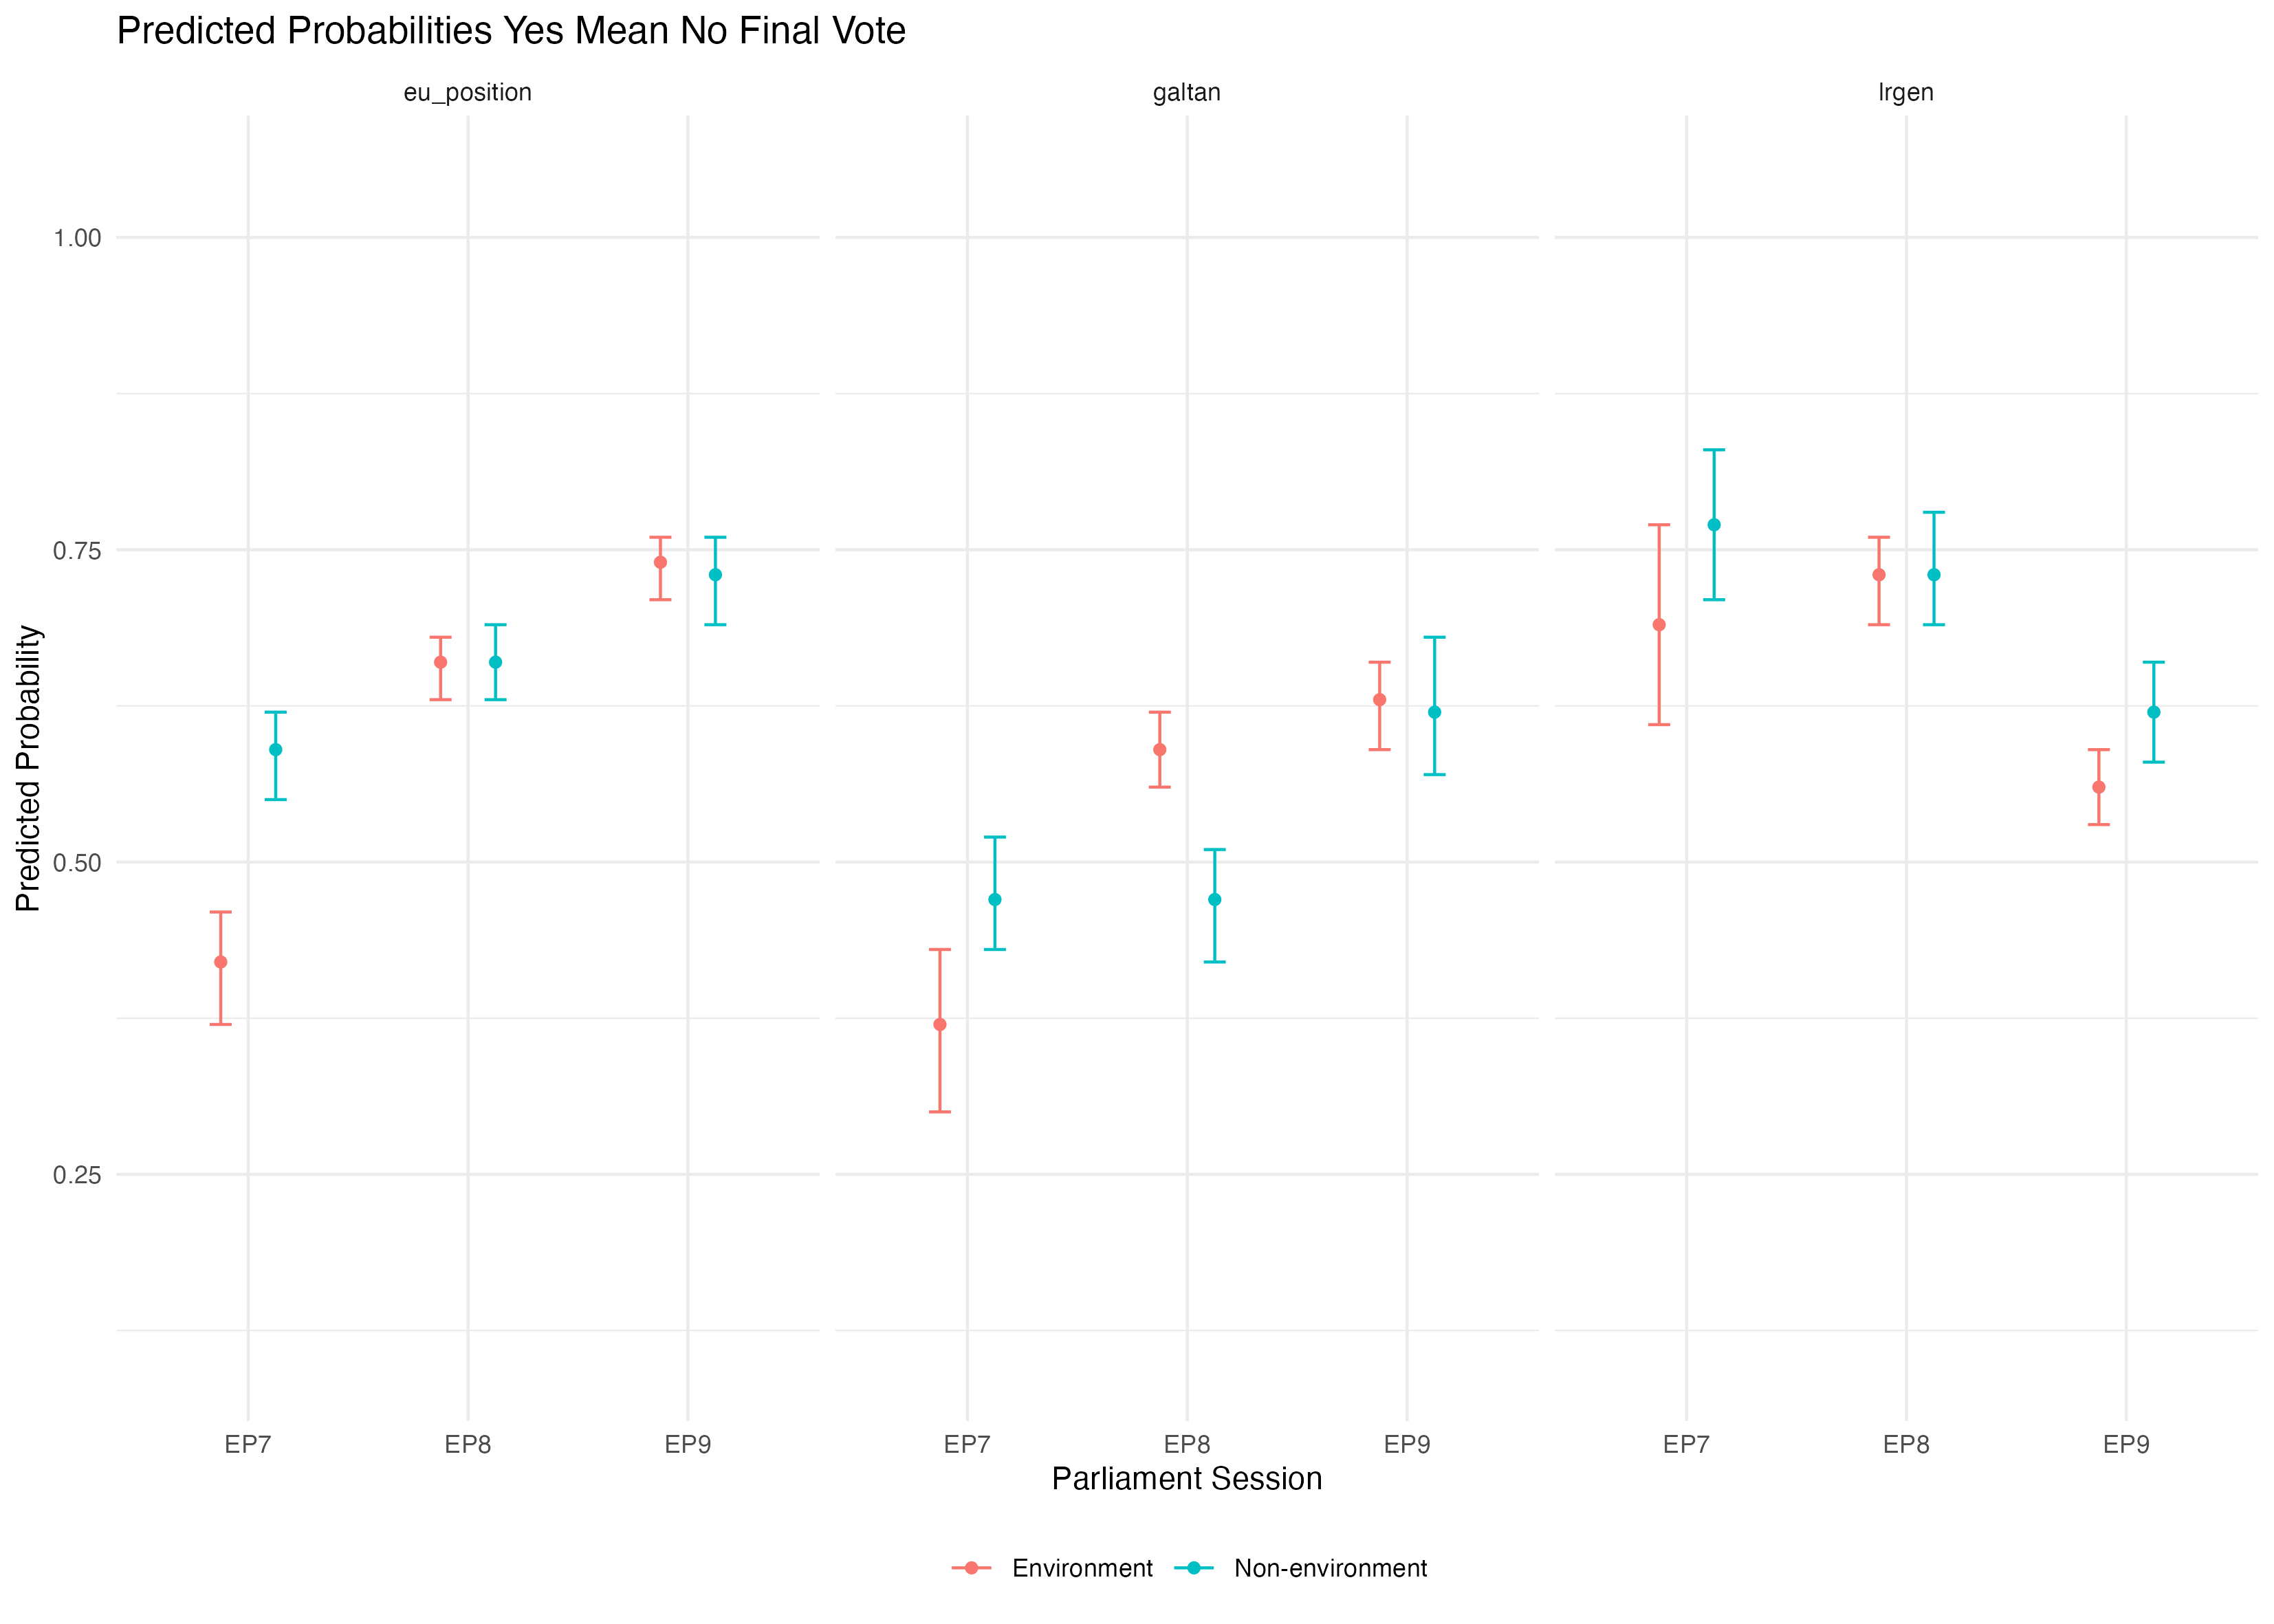 Predicted Probabilities Yes Mean No Final Vote
eu_position
galtan
lrgen
Predicted Probability
1.00
0.75
0.50
0.25
EP7 EP8 EP9
EP7 EP8 EP9
EP7 EP8 EP9
Parliament Session
Environment
Non-environment